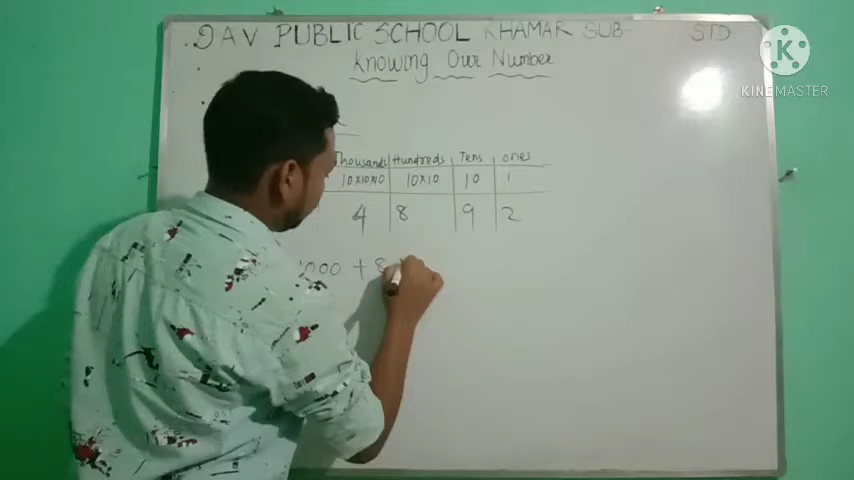 DAV PUBLIC SCHOOL KHAMAR SUB- STD
Knowing Our Number
KINEMASTER
Thousands Hundreds Tens ones
10x10x10 10x10 10 1
4 8 9 2
000 + 8